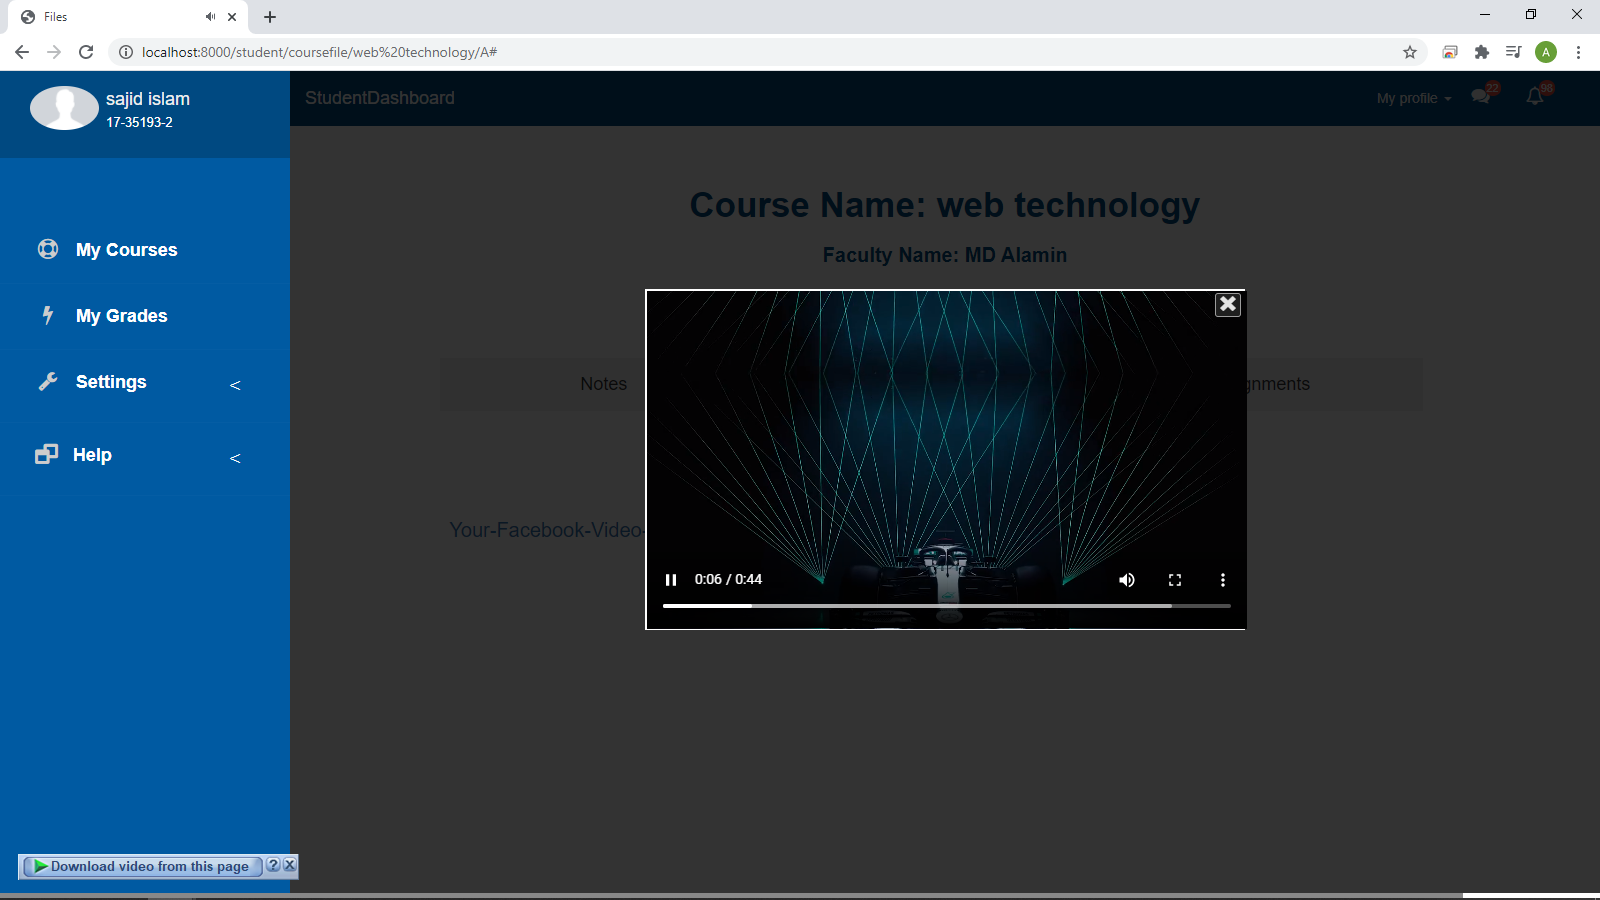 Files
localhost:8000/student/coursefile/web%20technology/A#
A
sajid islam
17-35193-2
StudentDashboard
My profile
22
98
Course Name: web technology
Faculty Name: MD Alamin
My Courses
My Grades
Settings <
Help <
Notes
gnments
Your-Facebook-Video-
0:06 / 0:44
Download video from this page ? X